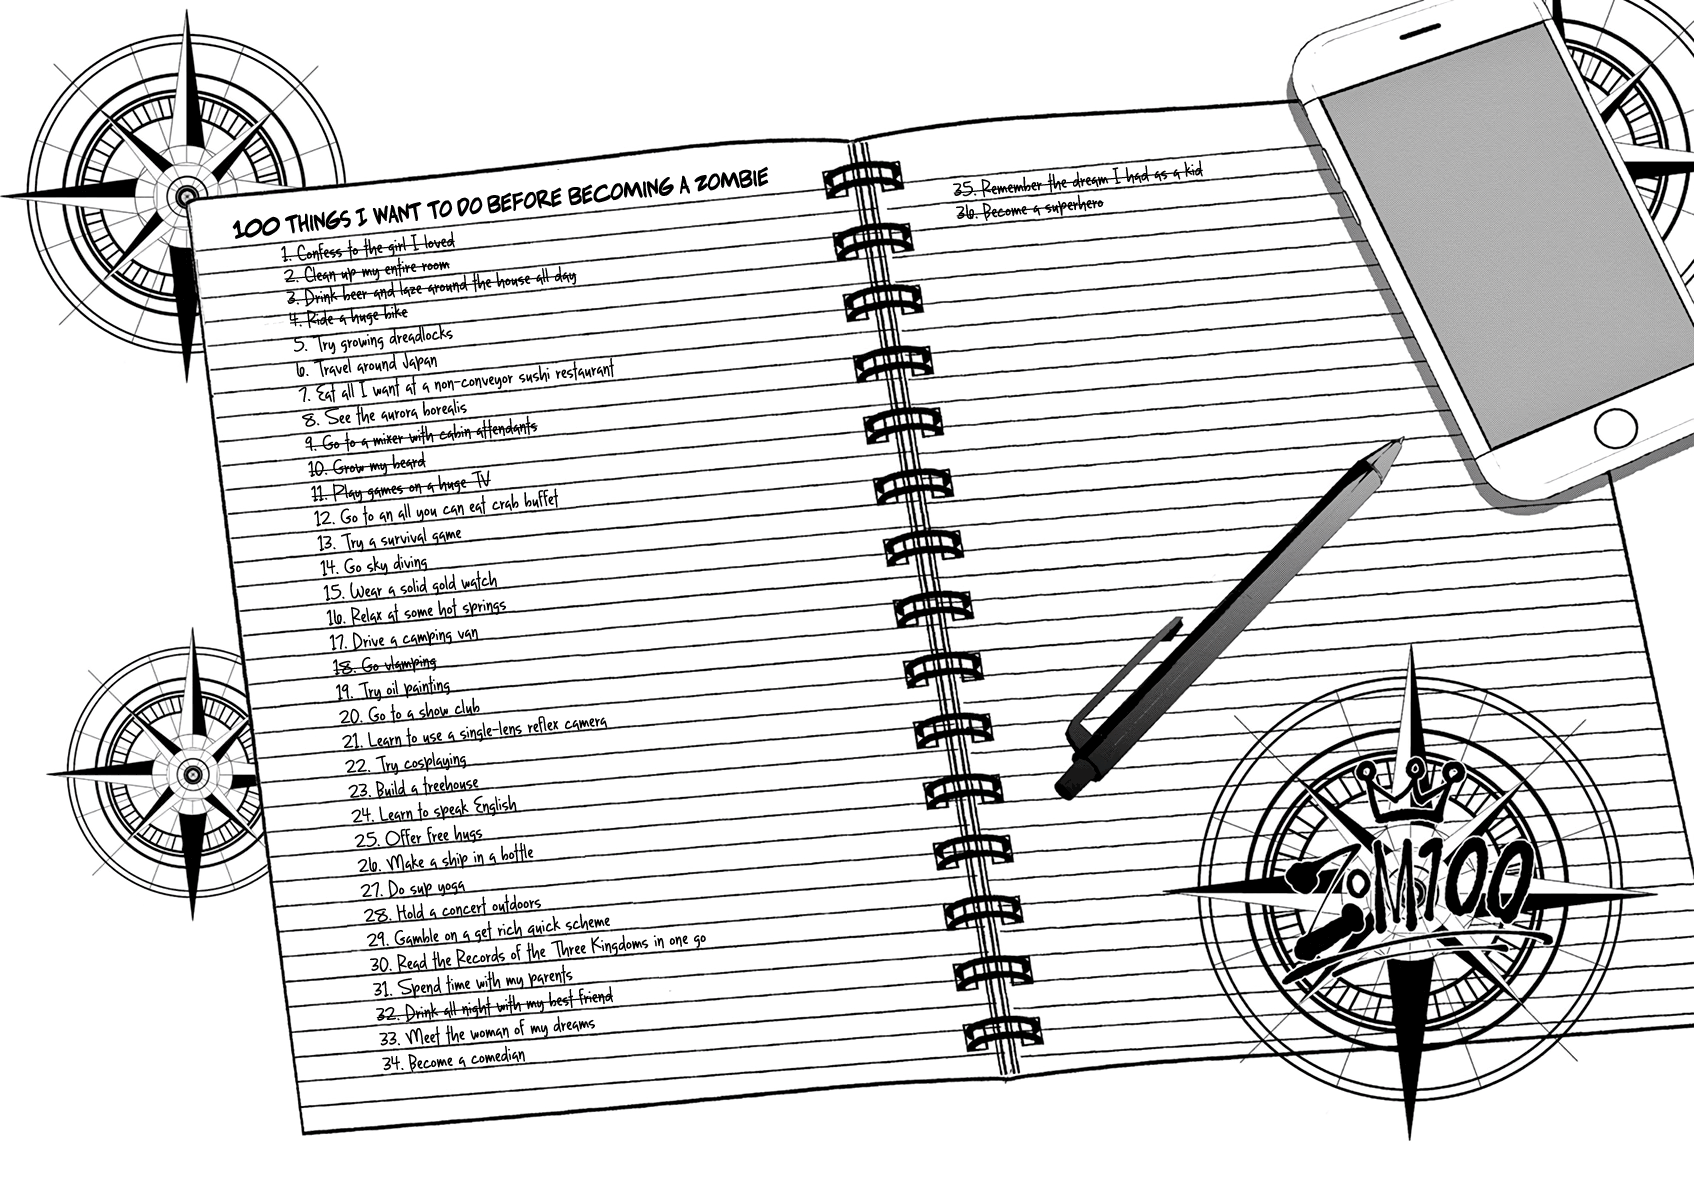 100 THINGS I WANT TO DO BEFORE BECOMING A ZOMBIE
1. Confess to the girl I loved
2. Clean up my entire room
3. Drink beer and laze around the house all day
4. Ride a huge bike
5. Try growing dreadlocks
6. Travel around Japan
7. Eat all I want at a non-conveyor sushi restaurant
8. See the aurora borealis
9. Go to a mixer with cabin attendants
10. Grow my beard
11. Play games on a huge TV
12. Go to an all you can eat crab buffet
13. Try a survival game
14. Go sky diving
15. Wear a solid gold watch
16. Relax at some hot springs
17. Drive a camping van
18. Go vlamping
19. Try oil painting
20. Go to a show club
21. Learn to use a single-lens reflex camera
22. Try cosplaying
23. Build a treehouse
24. Learn to speak English
25. Offer free hugs
26. Make a ship in a bottle
27. Do sup yoga
28. Hold a concert outdoors
29. Gamble on a get rich quick scheme
30. Read the Records of the Three Kingdoms in one go
31. Spend time with my parents
32. Drink all night with my best friend
33. Meet the woman of my dreams
34. Become a comedian
35. Remember the dream I had as a kid
36. Become a superhero
ZOM100